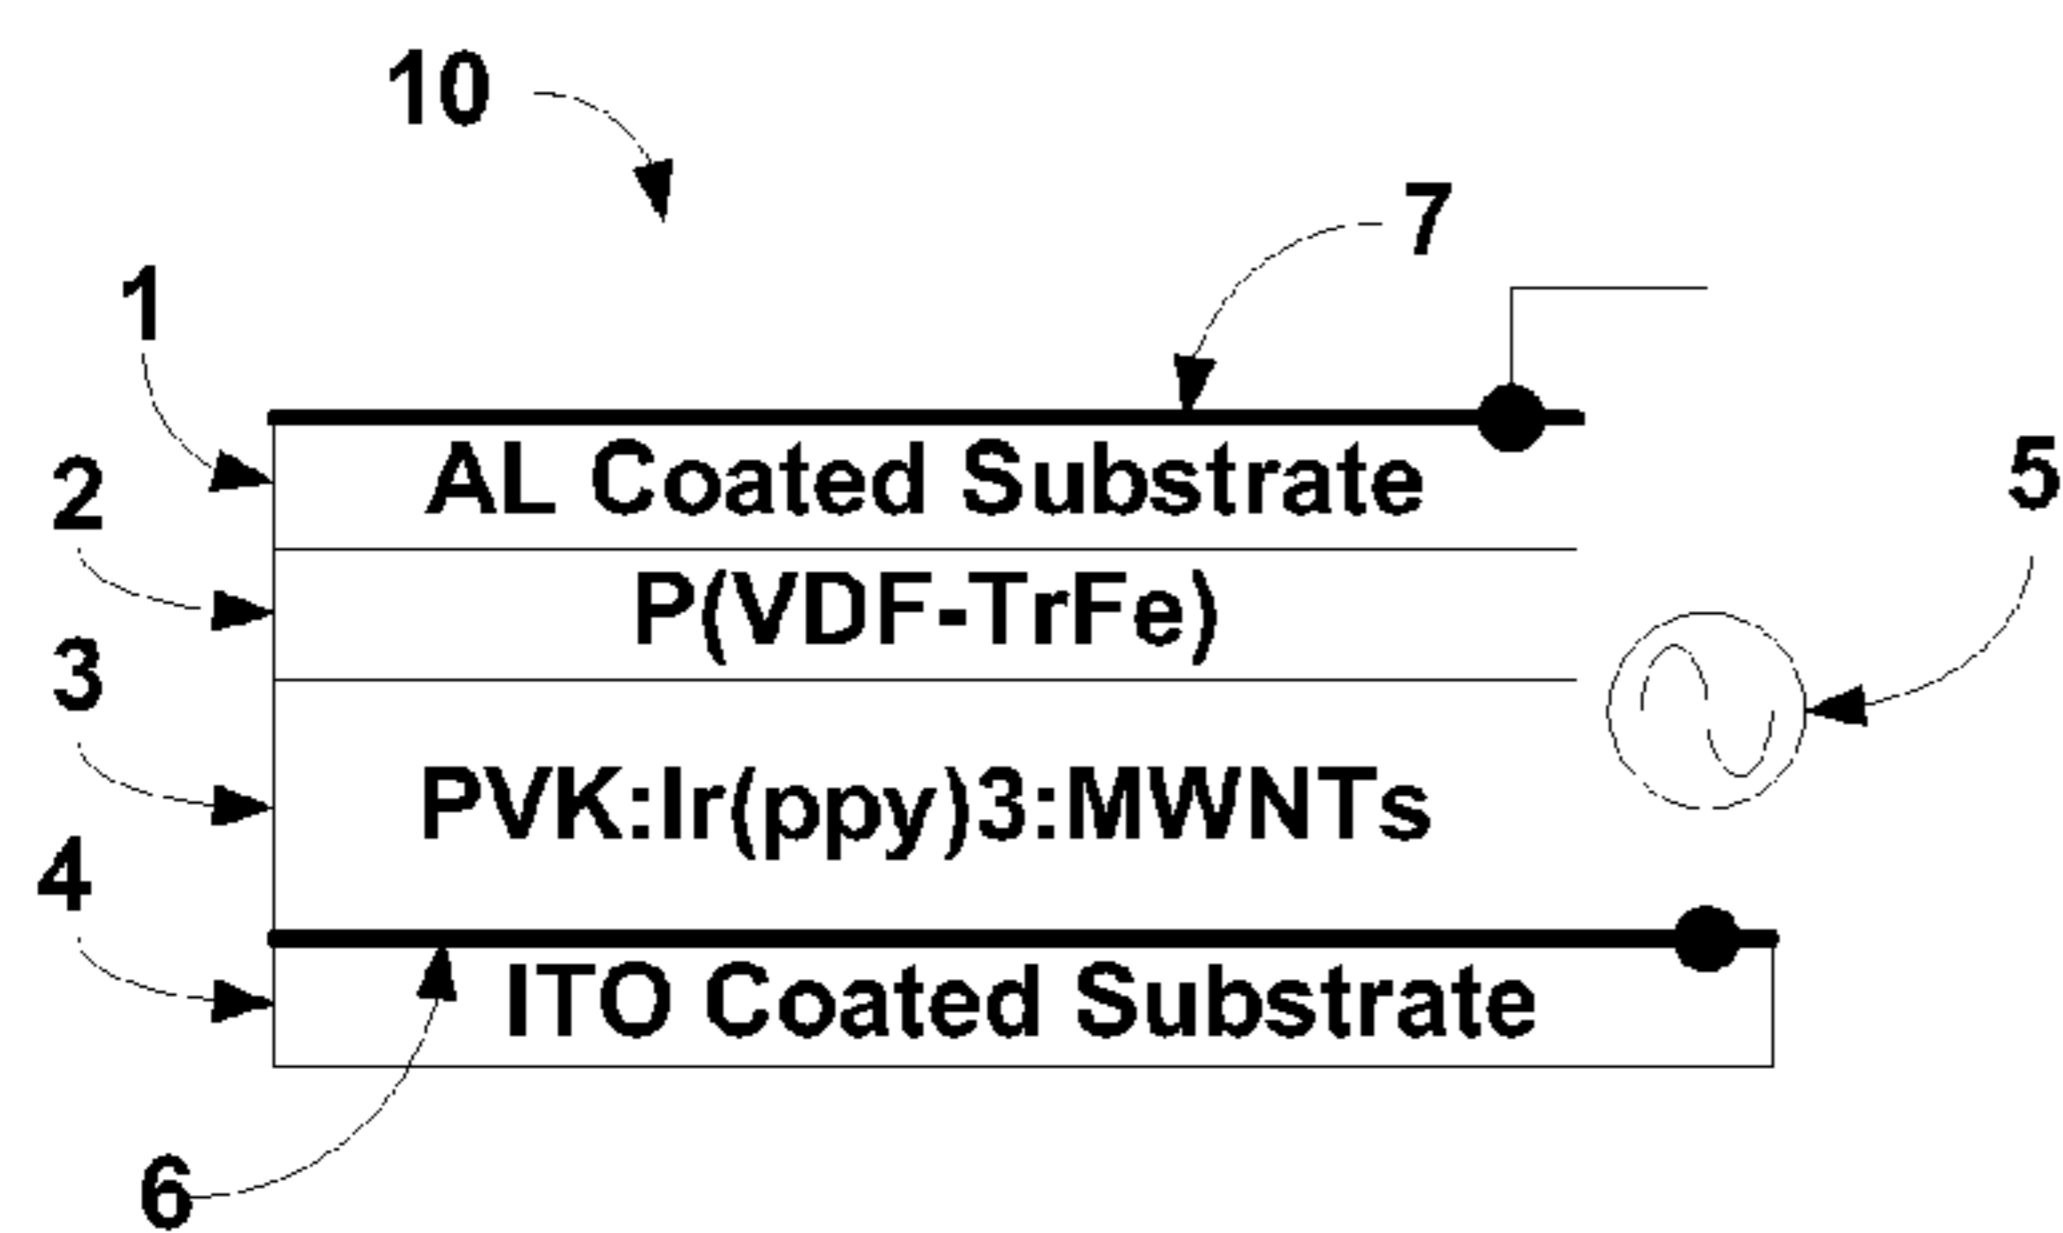 10
7
1
AL Coated Substrate
5
2
P(VDF-TrFe)
3
PVK:Ir(ppy)3:MWNTs
4
ITO Coated Substrate
6